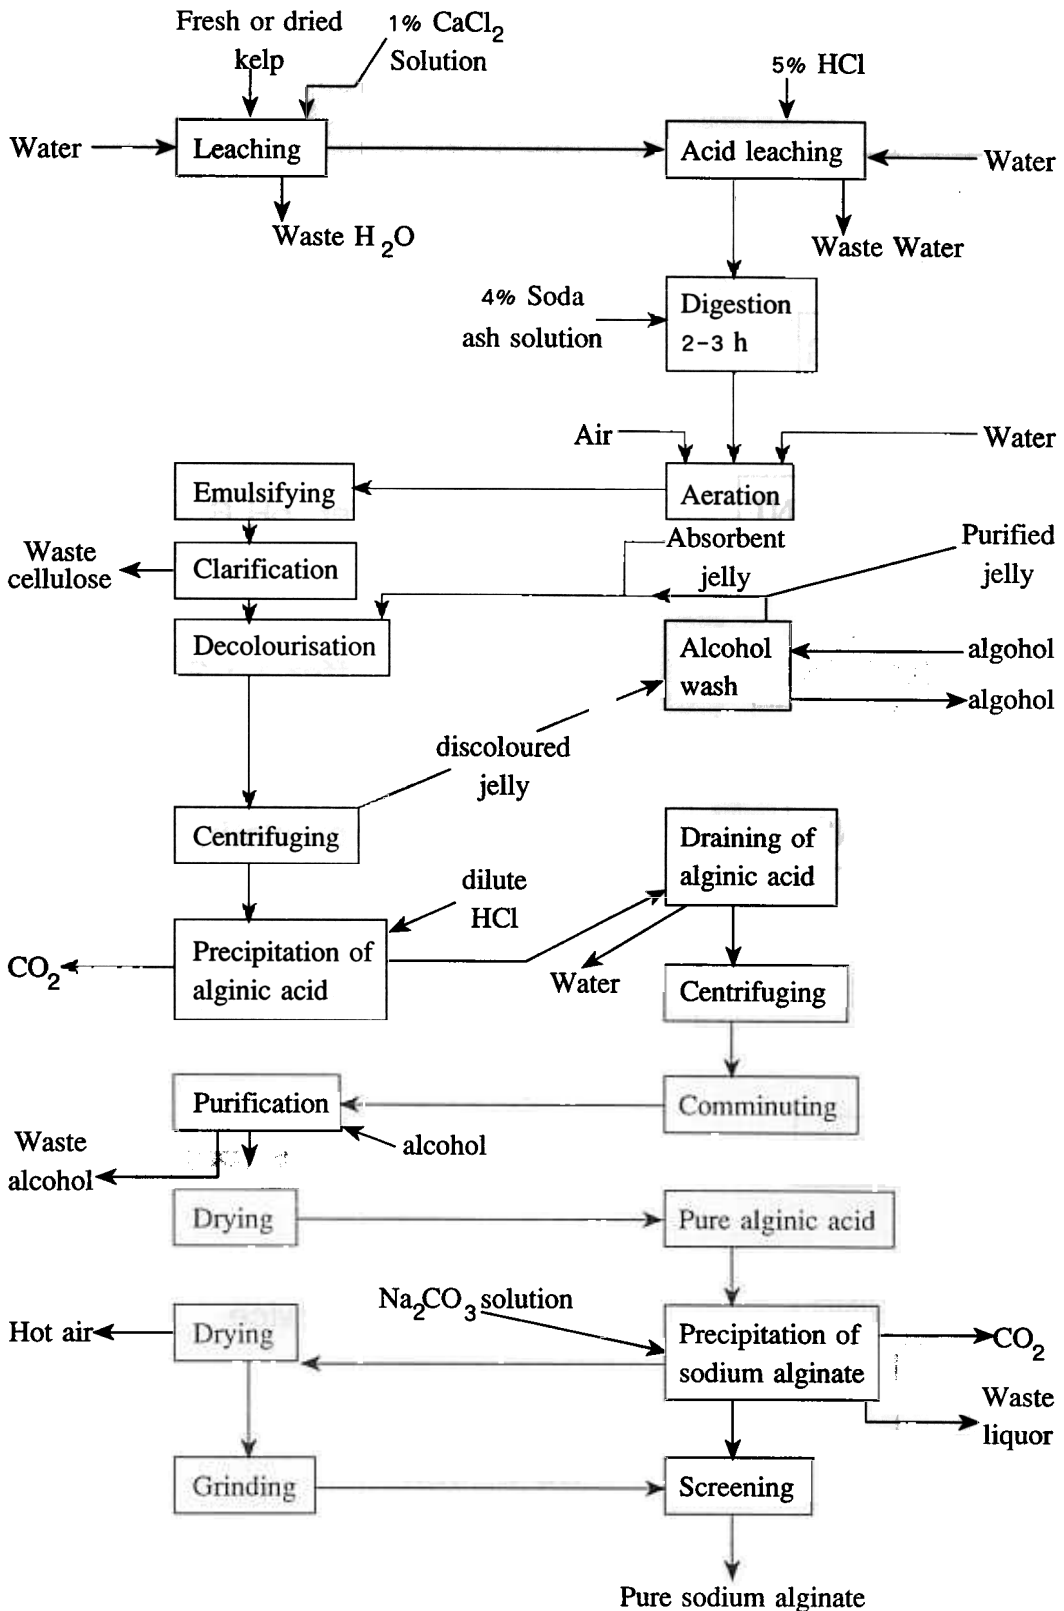 Fresh or dried
kelp
1% CaCl2
Solution
5% HCl
Water
Leaching
Acid leaching
Water
Waste H2O
Waste Water
4% Soda
ash solution
Digestion
2-3 h
Air
Water
Emulsifying
Aeration
Waste
cellulose
Clarification
Absorbent
jelly
Purified
jelly
Decolourisation
Alcohol
wash
algohol
algohol
discoloured
jelly
Centrifuging
Draining of
alginic acid
dilute
HCl
Precipitation of
alginic acid
CO2
Water
Centrifuging
Purification
Comminuting
Waste
alcohol
alcohol
Drying
Pure alginic acid
Na2CO3 solution
Hot air
Drying
Precipitation of
sodium alginate
CO2
Waste
liquor
Grinding
Screening
Pure sodium alginate